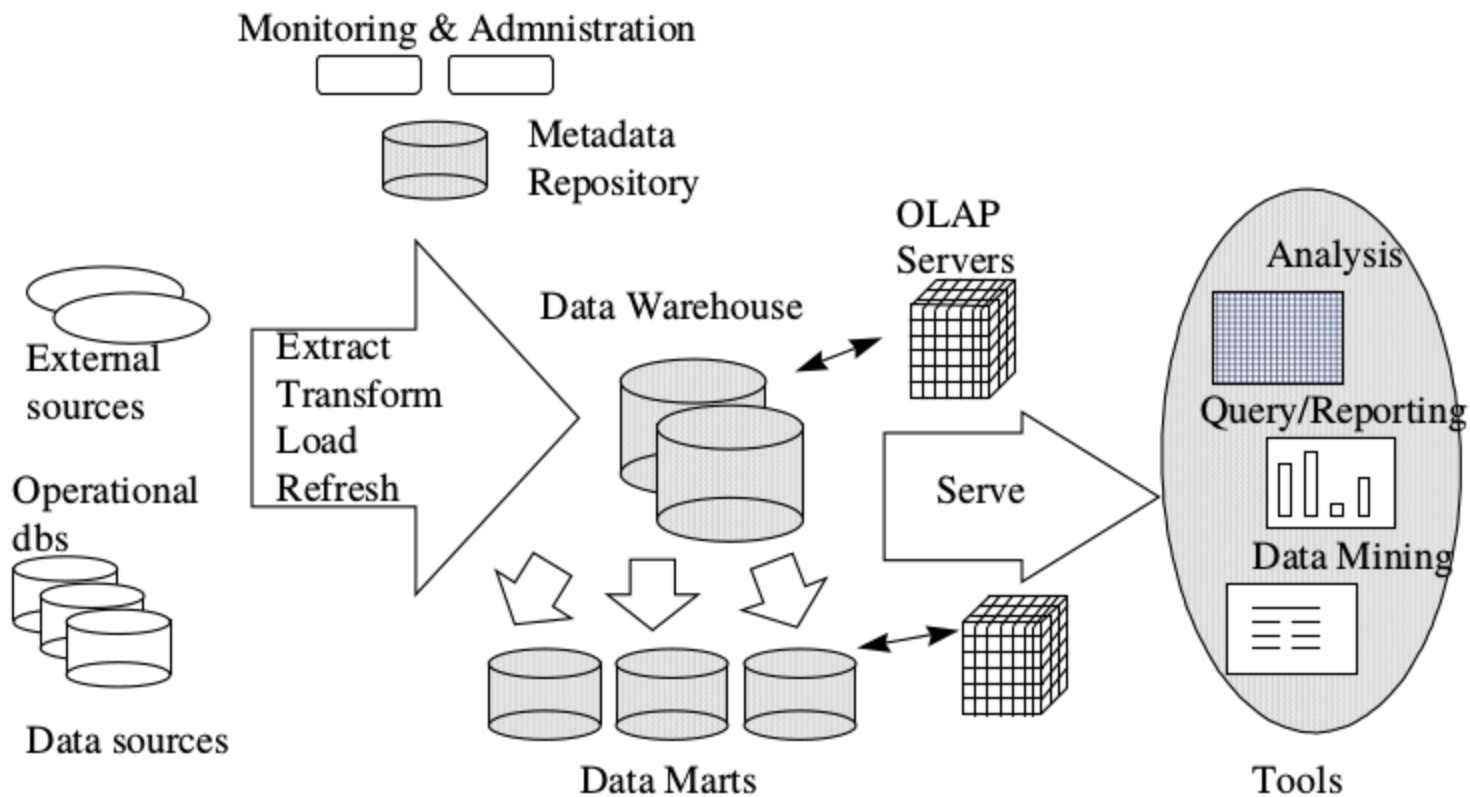 Monitoring & Admnistration
Metadata
Repository
External
sources
Operational
dbs
Data sources
Extract
Transform
Load
Refresh
Data Warehouse
OLAP
Servers
Serve
Data Marts
Analysis
Query/Reporting
Data Mining
Tools